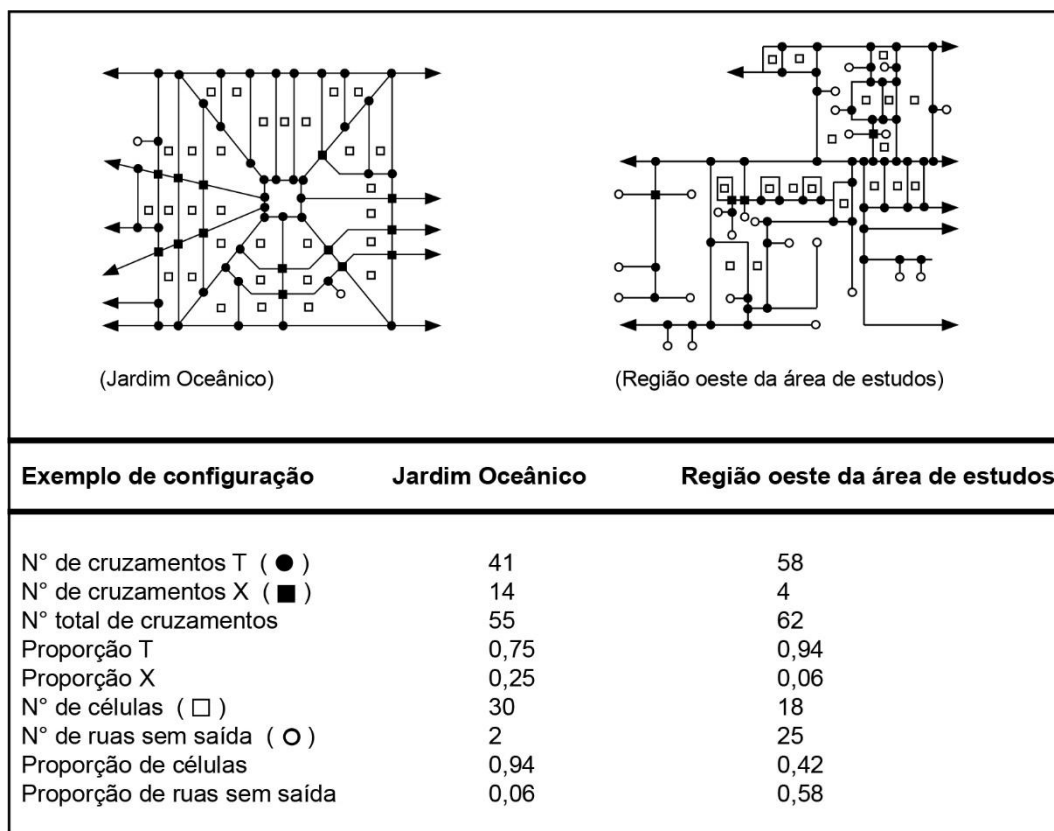 (Jardim Oceânico) (Região oeste da área de estudos)
Exemplo de configuração Jardim Oceânico Região oeste da área de estudos
N° de cruzamentos T ( ● ) 41 58
N° de cruzamentos X ( ■ ) 14 4
N° total de cruzamentos 55 62
Proporção T 0,75 0,94
Proporção X 0,25 0,06
N° de células ( □ ) 30 18
N° de ruas sem saída ( ○ ) 2 25
Proporção de células 0,94 0,42
Proporção de ruas sem saída 0,06 0,58